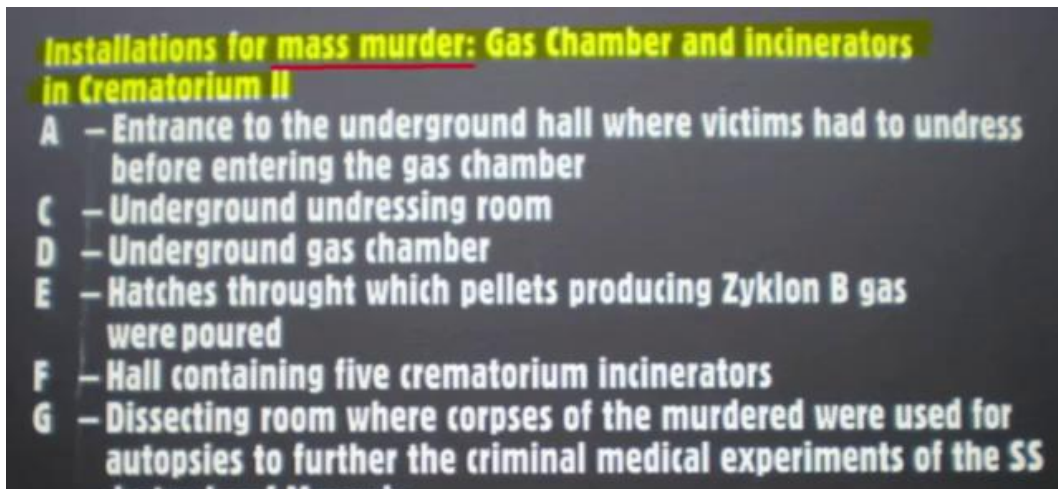 Installations for mass murder: Gas Chamber and incinerators
in Crematorium II
A – Entrance to the underground hall where victims had to undress
before entering the gas chamber
C – Underground undressing room
D – Underground gas chamber
E – Hatches throught which pellets producing Zyklon B gas
were poured
F – Hall containing five crematorium incinerators
G – Dissecting room where corpses of the murdered were used for
autopsies to further the criminal medical experiments of the SS